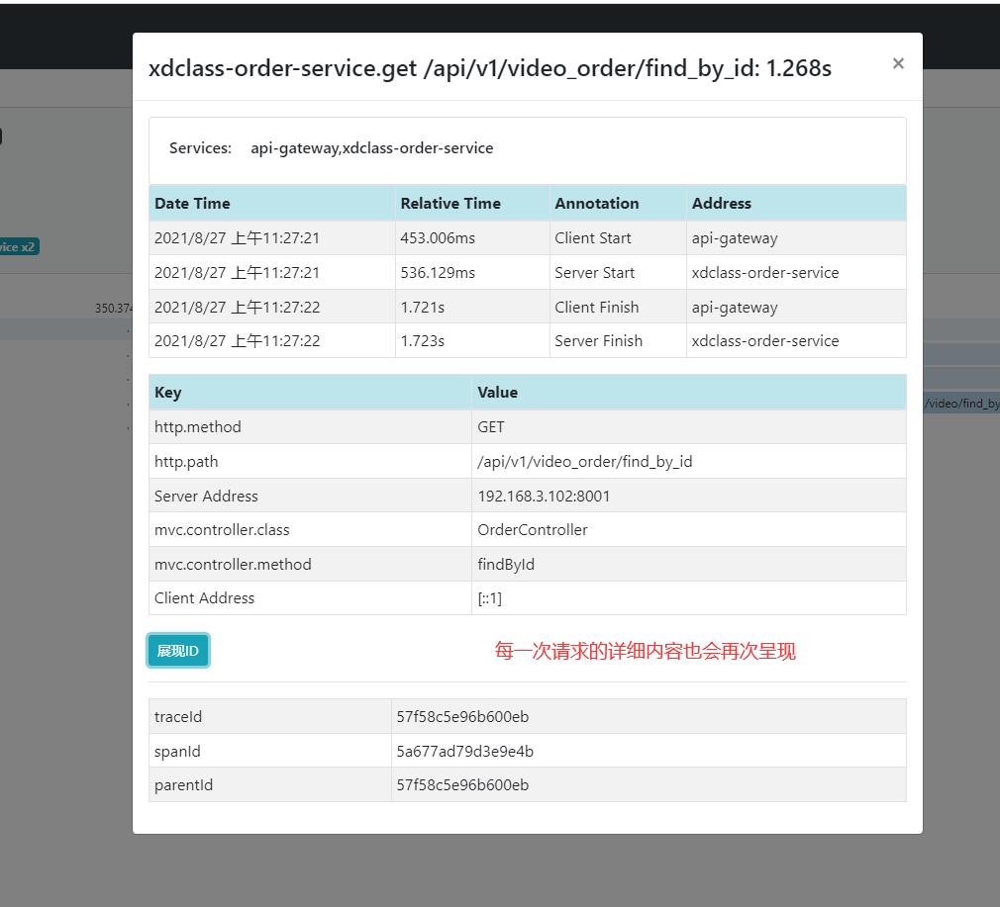 xdclass-order-service.get /api/v1/video_order/find_by_id: 1.268s ×
Services: api-gateway,xdclass-order-service
Date Time Relative Time Annotation Address
2021/8/27 上午11:27:21 453.006ms Client Start api-gateway
2021/8/27 上午11:27:21 536.129ms Server Start xdclass-order-service
2021/8/27 上午11:27:22 1.721s Client Finish api-gateway
2021/8/27 上午11:27:22 1.723s Server Finish xdclass-order-service
vice x2
350.374
/video/find_by
Key Value
http.method GET
http.path /api/v1/video_order/find_by_id
Server Address 192.168.3.102:8001
mvc.controller.class OrderController
mvc.controller.method findById
Client Address [::1]
展现ID 每一次请求的详细内容也会再次呈现
traceId 57f58c5e96b600eb
spanId 5a677ad79d3e9e4b
parentId 57f58c5e96b600eb